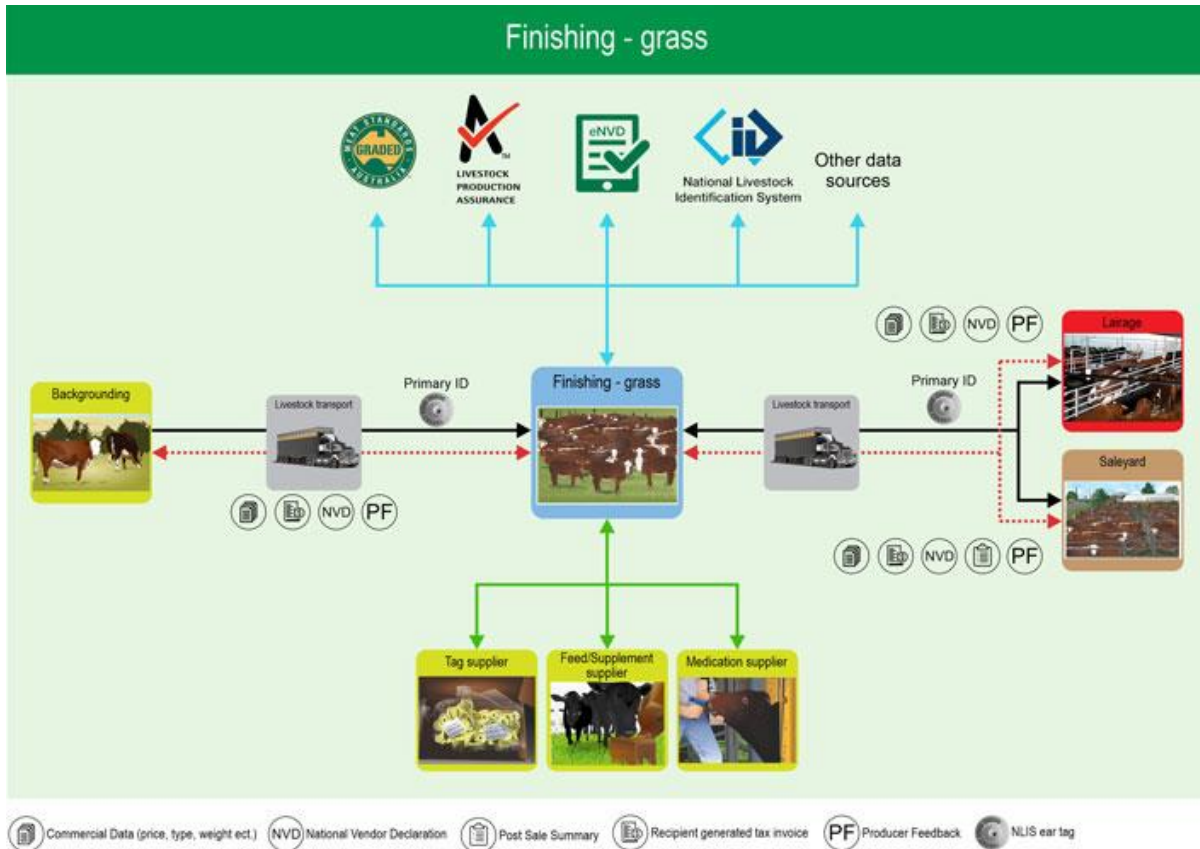 Finishing - grass
MEAT STANDARDS
GRADED
AUSTRALIA
TM
LIVESTOCK
PRODUCTION
ASSURANCE
eNVD
iD
National Livestock
Identification System
Other data
sources
NVD
PF
Lairage
Backgrounding
Livestock transport
Primary ID
Finishing - grass
Livestock transport
Primary ID
Saleyard
NVD
PF
NVD
PF
Tag supplier
Feed/Supplement
supplier
Medication supplier
Commercial Data (price, type, weight ect.)
NVD National Vendor Declaration
Post Sale Summary
Recipient generated tax invoice
PF Producer Feedback
NLIS ear tag